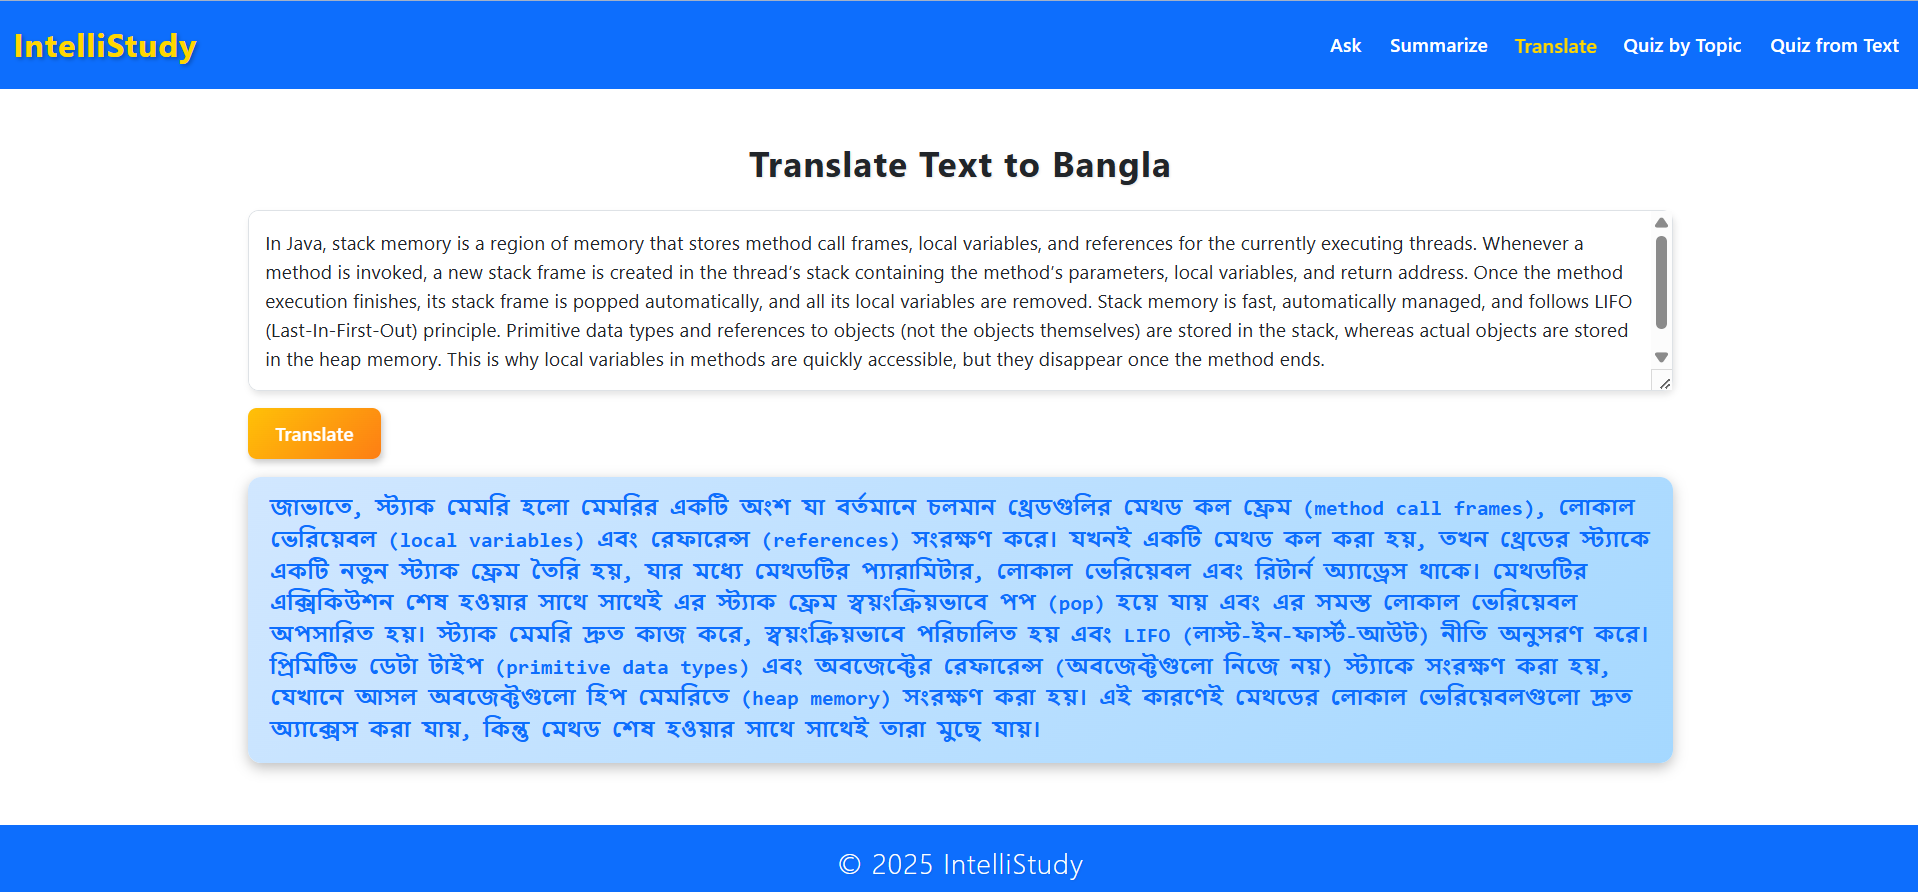 IntelliStudy
Ask Summarize Translate Quiz by Topic Quiz from Text
Translate Text to Bangla
In Java, stack memory is a region of memory that stores method call frames, local variables, and references for the currently executing threads. Whenever a
method is invoked, a new stack frame is created in the thread’s stack containing the method’s parameters, local variables, and return address. Once the method
execution finishes, its stack frame is popped automatically, and all its local variables are removed. Stack memory is fast, automatically managed, and follows LIFO
(Last-In-First-Out) principle. Primitive data types and references to objects (not the objects themselves) are stored in the stack, whereas actual objects are stored
in the heap memory. This is why local variables in methods are quickly accessible, but they disappear once the method ends.
Translate
জাভাতে, স্ট্যাক মেমরি হলো মেমরির একটি অংশ যা বর্তমানে চলমান থ্রেডগুলির মেথড কল ফ্রেম (method call frames), লোকাল
ভেরিয়েবল (local variables) এবং রেফারেন্স (references) সংরক্ষণ করে। যখনই একটি মেথড কল করা হয়, তখন থ্রেডের স্ট্যাকে
একটি নতুন স্ট্যাক ফ্রেম তৈরি হয়, যার মধ্যে মেথডটির প্যারামিটার, লোকাল ভেরিয়েবল এবং রিটার্ন অ্যাড্রেস থাকে। মেথডটির
এক্সিকিউশন শেষ হওয়ার সাথে সাথেই এর স্ট্যাক ফ্রেম স্বয়ংক্রিয়ভাবে পপ (pop) হয়ে যায় এবং এর সমস্ত লোকাল ভেরিয়েবল
অপসারিত হয়। স্ট্যাক মেমরি দ্রুত কাজ করে, স্বয়ংক্রিয়ভাবে পরিচালিত হয় এবং LIFO (লাস্ট-ইন-ফার্স্ট-আউট) নীতি অনুসরণ করে।
প্রিমিটিভ ডেটা টাইপ (primitive data types) এবং অবজেক্টের রেফারেন্স (অবজেক্টগুলো নিজে নয়) স্ট্যাকে সংরক্ষণ করা হয়,
যেখানে আসল অবজেক্টগুলো হিপ মেমরিতে (heap memory) সংরক্ষণ করা হয়। এই কারণেই মেথডের লোকাল ভেরিয়েবলগুলো দ্রুত
অ্যাক্সেস করা যায়, কিন্তু মেথড শেষ হওয়ার সাথে সাথেই তারা মুছে যায়।
© 2025 IntelliStudy